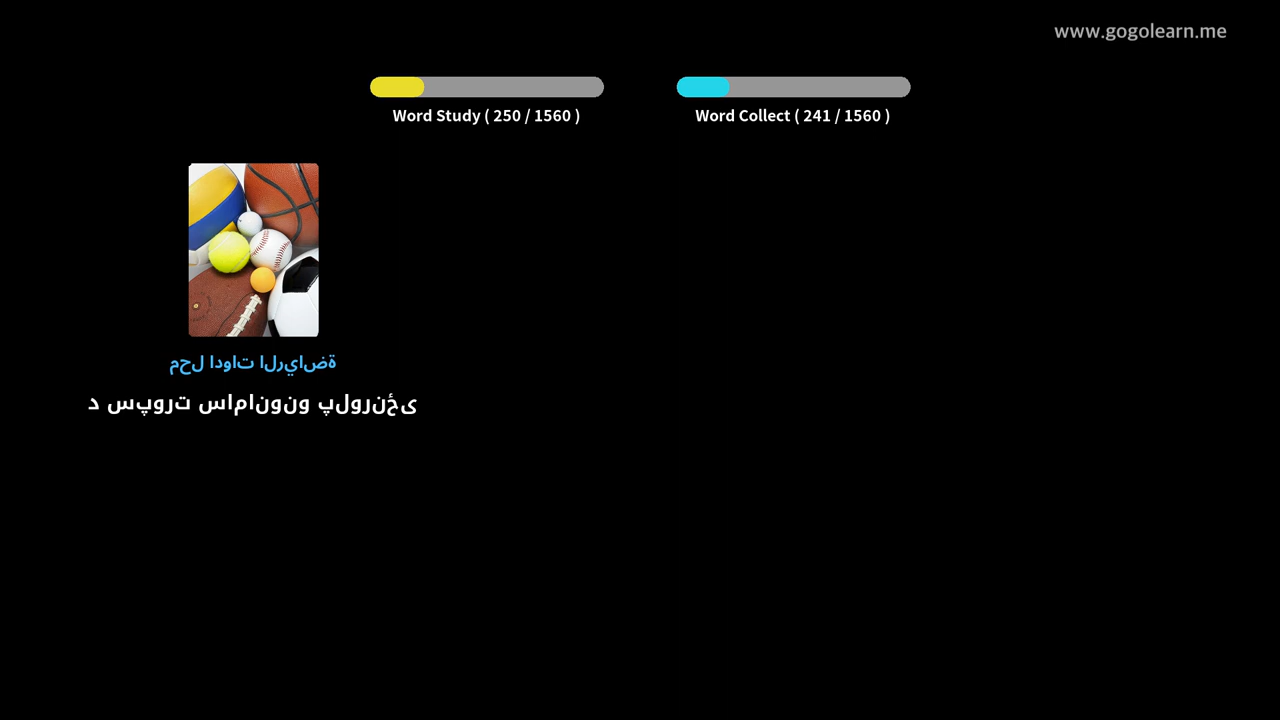 www.gogolearn.me
Word Study ( 250 / 1560 )
Word Collect ( 241 / 1560 )
محل ادوات الرياضة
د سپورت سامانونو پلورنځی